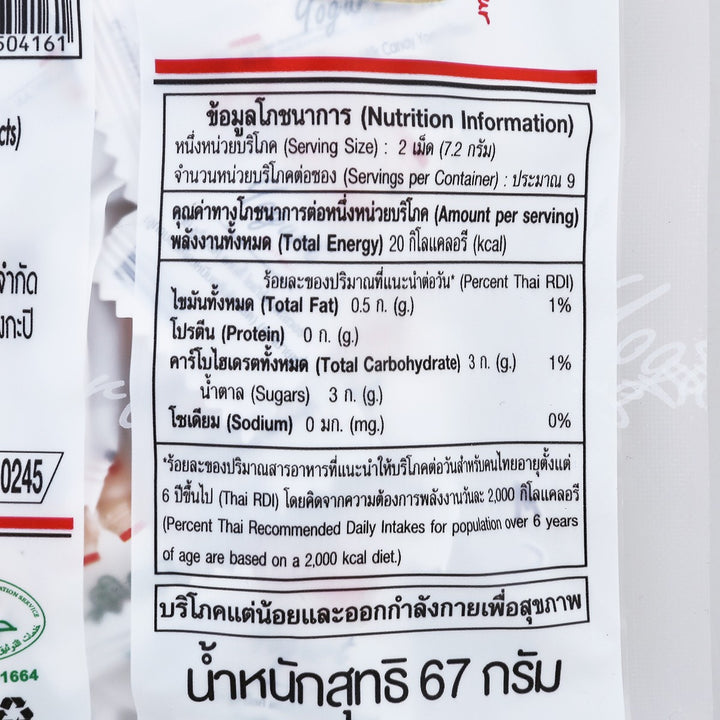 504161
Yogurt
cts)
ข้อมูลโภชนาการ (Nutrition Information)
หนึ่งหน่วยบริโภค (Serving Size) : 2 เม็ด (7.2 กรัม)
จำนวนหน่วยบริโภคต่อซอง (Servings per Container) : ประมาณ 9
คุณค่าทางโภชนาการต่อหนึ่งหน่วยบริโภค (Amount per serving)
พลังงานทั้งหมด (Total Energy) 20 กิโลแคลอรี (kcal)
ร้อยละของปริมาณที่แนะนำต่อวัน* (Percent Thai RDI)
ไขมันทั้งหมด (Total Fat) 0.5 ก. (g.) 1%
โปรตีน (Protein) 0 ก. (g.)
คาร์โบไฮเดรตทั้งหมด (Total Carbohydrate) 3 ก. (g.) 1%
น้ำตาล (Sugars) 3 ก. (g.)
โซเดียม (Sodium) 0 มก. (mg.) 0%
*ร้อยละของปริมาณสารอาหารที่แนะนำให้บริโภคต่อวันสำหรับคนไทยอายุตั้งแต่
6 ปีขึ้นไป (Thai RDI) โดยคิดจากความต้องการพลังงานวันละ 2,000 กิโลแคลอรี
(Percent Thai Recommended Daily Intakes for population over 6 years
of age are based on a 2,000 kcal diet.)
บริโภคแต่น้อยและออกกำลังกายเพื่อสุขภาพ
น้ำหนักสุทธิ 67 กรัม
จำกัด
งกะปิ
0245
1664